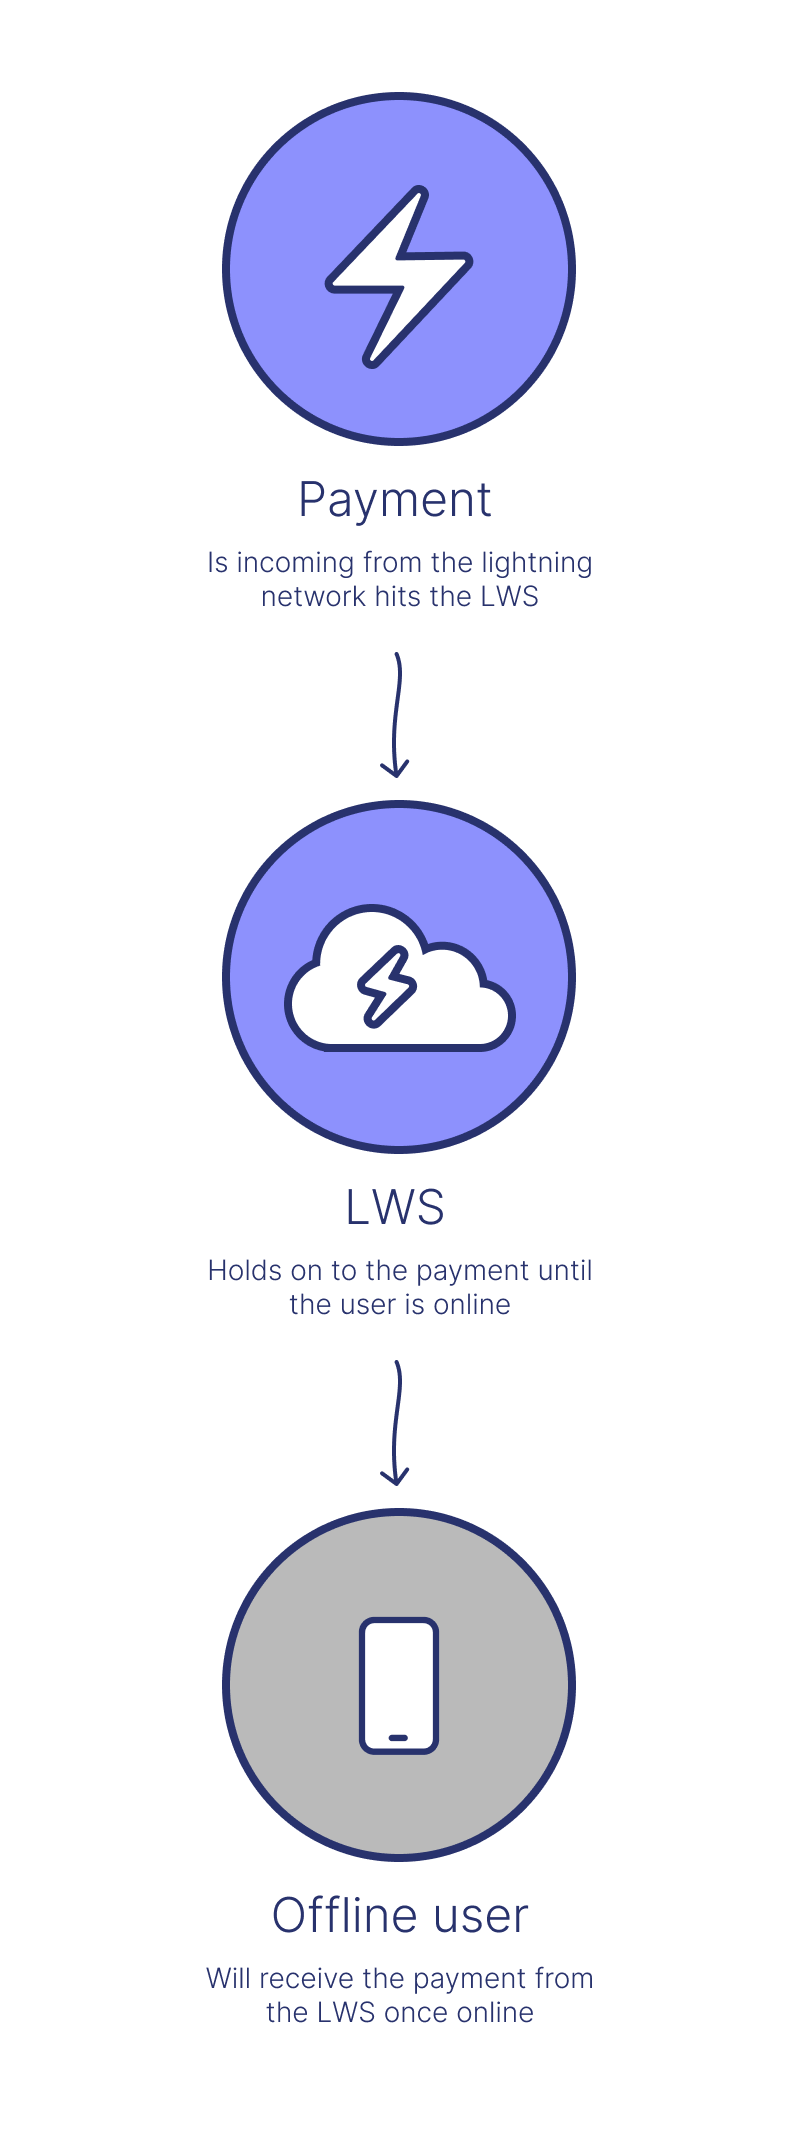 Payment
Is incoming from the lightning
network hits the LWS
LWS
Holds on to the payment until
the user is online
Offline user
Will receive the payment from
the LWS once online